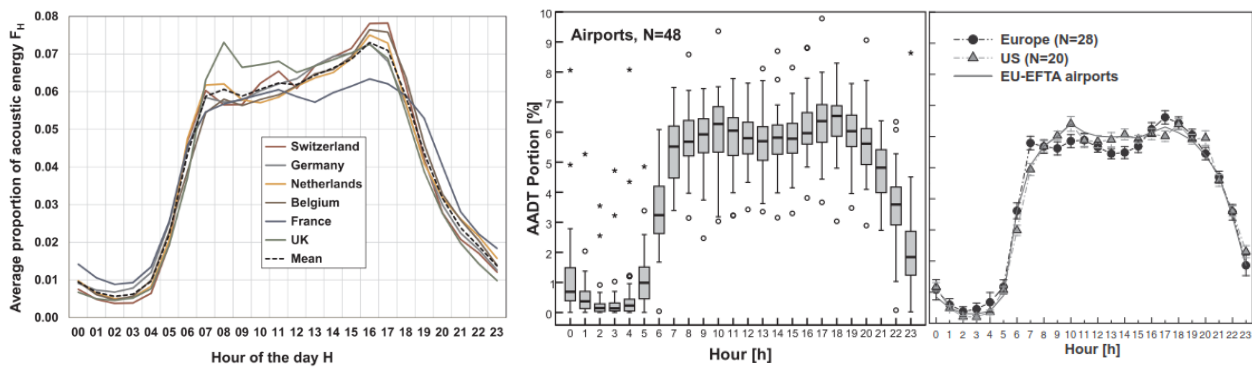 Average proportion of acoustic energy F_H
0.08
0.07
0.06
0.05
0.04
0.03
0.02
0.01
0.00
Switzerland
Germany
Netherlands
Belgium
France
UK
Mean
00 01 02 03 04 05 06 07 08 09 10 11 12 13 14 15 16 17 18 19 20 21 22 23
Hour of the day H
AADT Portion [%]
10
9
8
7
6
5
4
3
2
1
0
Airports, N=48
0 1 2 3 4 5 6 7 8 9 10 11 12 13 14 15 16 17 18 19 20 21 22 23
Hour [h]
Europe (N=28)
US (N=20)
EU-EFTA airports
0 1 2 3 4 5 6 7 8 9 10 11 12 13 14 15 16 17 18 19 20 21 22 23
Hour [h]